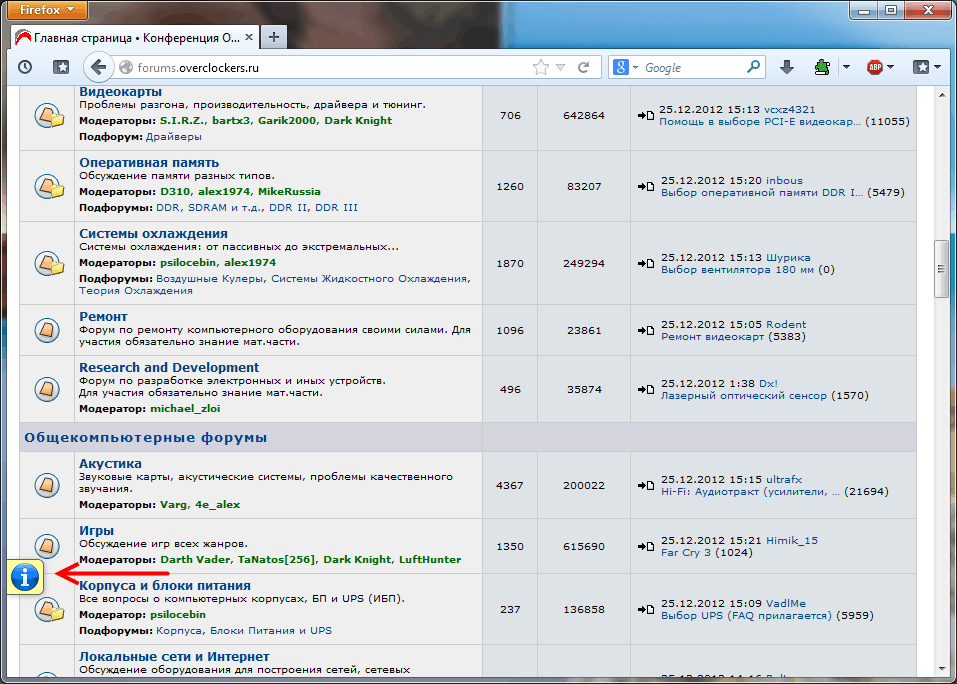 Firefox
Главная страница • Конференция О...
forums.overclockers.ru
Google
ABP
Видеокарты
Проблемы разгона, производительность, драйвера и тюнинг.
Модераторы: S.I.R.Z., bartx3, Garik2000, Dark Knight
Подфорум: Драйверы
706
642864
25.12.2012 15:13 vcxz4321
Помощь в выборе PCI-E видеокар... (11055)
Оперативная память
Обсуждение памяти разных типов.
Модераторы: D310, alex1974, MikeRussia
Подфорумы: DDR, SDRAM и т.д., DDR II, DDR III
1260
83207
25.12.2012 15:20 inbous
Выбор оперативной памяти DDR I... (5479)
Системы охлаждения
Системы охлаждения: от пассивных до экстремальных...
Модераторы: psilocebin, alex1974
Подфорумы: Воздушные Кулеры, Системы Жидкостного Охлаждения,
Теория Охлаждения
1870
249294
25.12.2012 15:13 Шурика
Выбор вентилятора 180 мм (0)
Ремонт
Форум по ремонту компьютерного оборудования своими силами. Для
участия обязательно знание мат.части.
1096
23861
25.12.2012 15:05 Rodent
Ремонт видеокарт (5383)
Research and Development
Форум по разработке электронных и иных устройств.
Для участия обязательно знание мат.части.
Модератор: michael_zloi
496
35874
25.12.2012 1:38 Dx!
Лазерный оптический сенсор (1570)
Общекомпьютерные форумы
Акустика
Звуковые карты, акустические системы, проблемы качественного
звучания.
Модераторы: Varg, 4e_alex
4367
200022
25.12.2012 15:15 ultrafx
Hi-Fi: Аудиотракт (усилители, ... (21694)
Игры
Обсуждение игр всех жанров.
Модераторы: Darth Vader, TaNatos[256], Dark Knight, LuftHunter
1350
615690
25.12.2012 15:21 Himik_15
Far Cry 3 (1024)
Корпуса и блоки питания
Все вопросы о компьютерных корпусах, БП и UPS (ИБП).
Модератор: psilocebin
Подфорумы: Корпуса, Блоки Питания и UPS
237
136858
25.12.2012 15:09 VadlMe
Выбор UPS (FAQ прилагается) (5959)
Локальные сети и Интернет
Обсуждение оборудования для построения сетей, сетевых